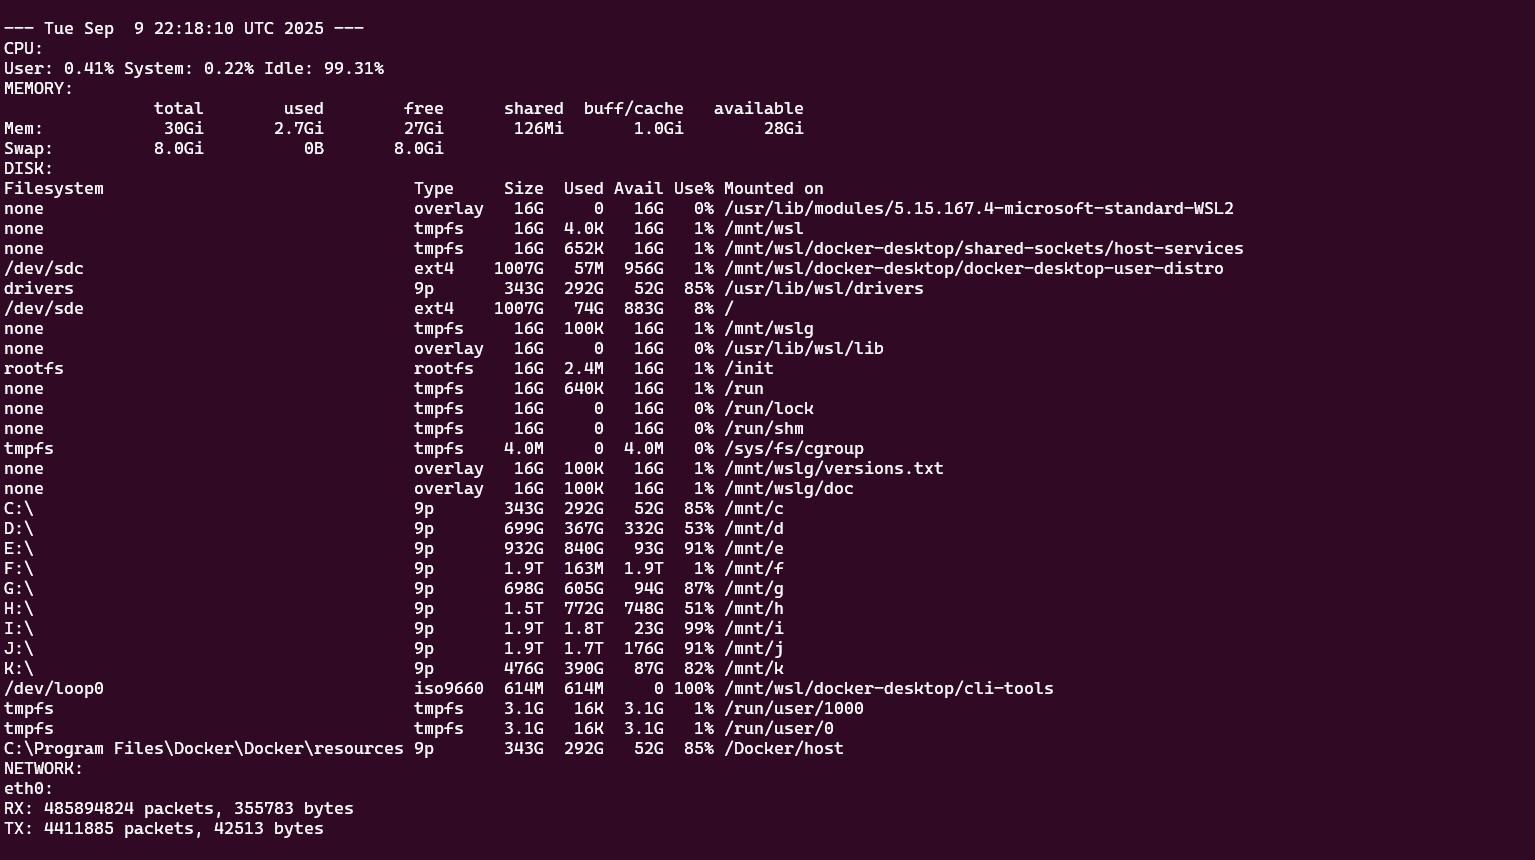 --- Tue Sep  9 22:18:10 UTC 2025 ---
CPU:
User: 0.41% System: 0.22% Idle: 99.31%
MEMORY:
               total        used        free      shared  buff/cache   available
Mem:            30Gi       2.7Gi        27Gi       126Mi       1.0Gi        28Gi
Swap:          8.0Gi          0B       8.0Gi
DISK:
Filesystem                               Type     Size  Used Avail Use% Mounted on
none                                     overlay   16G     0   16G   0% /usr/lib/modules/5.15.167.4-microsoft-standard-WSL2
none                                     tmpfs     16G  4.0K   16G   1% /mnt/wsl
none                                     tmpfs     16G  652K   16G   1% /mnt/wsl/docker-desktop/shared-sockets/host-services
/dev/sdc                                 ext4    1007G   57M  956G   1% /mnt/wsl/docker-desktop/docker-desktop-user-distro
drivers                                  9p       343G  292G   52G  85% /usr/lib/wsl/drivers
/dev/sde                                 ext4    1007G   74G  883G   8% /
none                                     tmpfs     16G  100K   16G   1% /mnt/wslg
none                                     overlay   16G     0   16G   0% /usr/lib/wsl/lib
rootfs                                   rootfs    16G  2.4M   16G   1% /init
none                                     tmpfs     16G  640K   16G   1% /run
none                                     tmpfs     16G     0   16G   0% /run/lock
none                                     tmpfs     16G     0   16G   0% /run/shm
tmpfs                                    tmpfs    4.0M     0  4.0M   0% /sys/fs/cgroup
none                                     overlay   16G  100K   16G   1% /mnt/wslg/versions.txt
none                                     overlay   16G  100K   16G   1% /mnt/wslg/doc
C:\                                      9p       343G  292G   52G  85% /mnt/c
D:\                                      9p       699G  367G  332G  53% /mnt/d
E:\                                      9p       932G  840G   93G  91% /mnt/e
F:\                                      9p       1.9T  163M  1.9T   1% /mnt/f
G:\                                      9p       698G  605G   94G  87% /mnt/g
H:\                                      9p       1.5T  772G  748G  51% /mnt/h
I:\                                      9p       1.9T  1.8T   23G  99% /mnt/i
J:\                                      9p       1.9T  1.7T  176G  91% /mnt/j
K:\                                      9p       476G  390G   87G  82% /mnt/k
/dev/loop0                               iso9660  614M  614M     0 100% /mnt/wsl/docker-desktop/cli-tools
tmpfs                                    tmpfs    3.1G   16K  3.1G   1% /run/user/1000
tmpfs                                    tmpfs    3.1G   16K  3.1G   1% /run/user/0
C:\Program Files\Docker\Docker\resources 9p       343G  292G   52G  85% /Docker/host
NETWORK:
eth0:
RX: 485894824 packets, 355783 bytes
TX: 4411885 packets, 42513 bytes